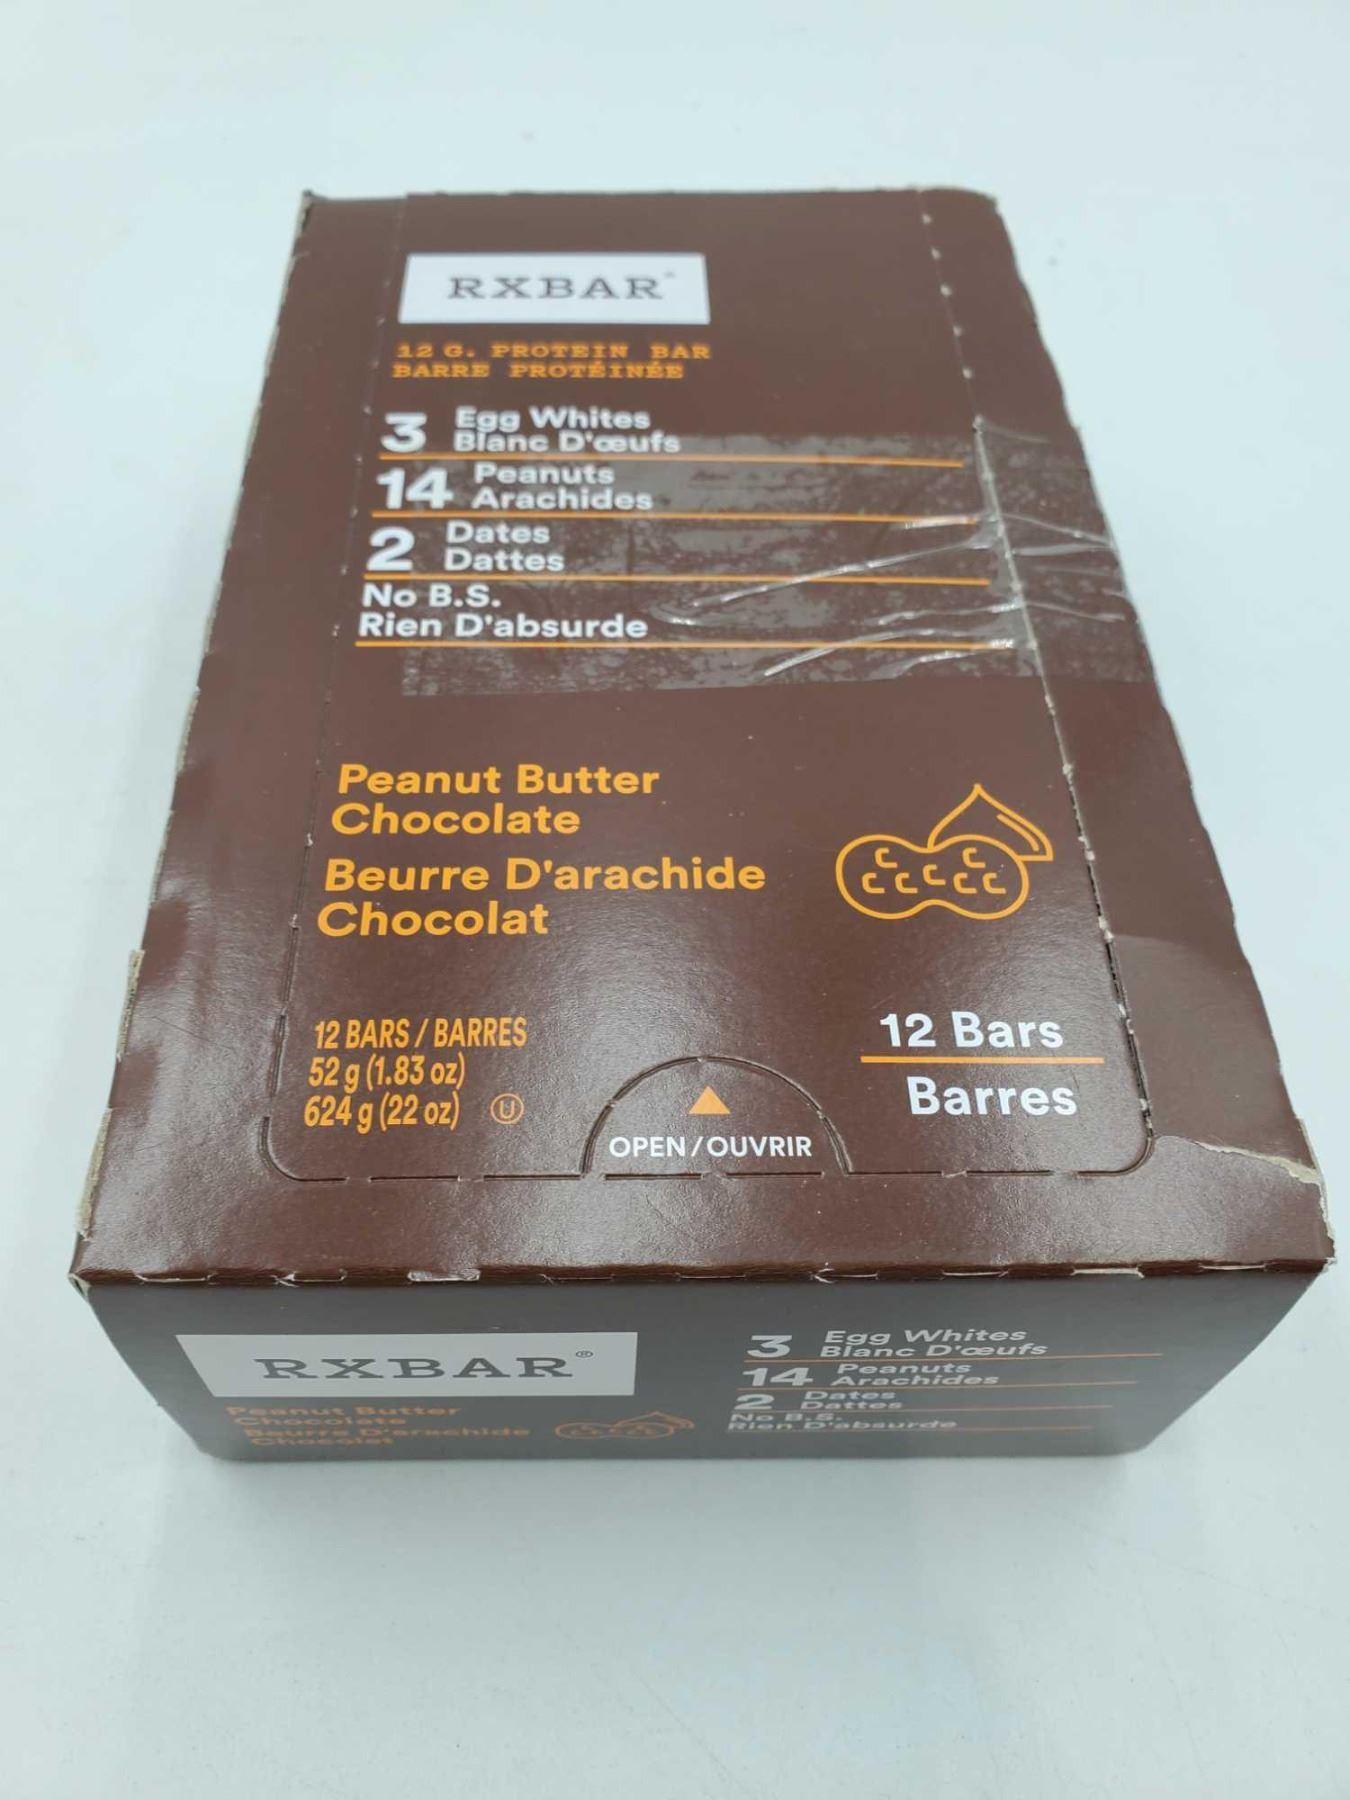 RXBAR
12 G. PROTEIN BAR
BARRE PROTÉINÉE
3 Egg Whites
Blanc D'œufs
14 Peanuts
Arachides
2 Dates
Dattes
No B.S.
Rien D'absurde
Peanut Butter
Chocolate
Beurre D'arachide
Chocolat
12 BARS / BARRES
52 g (1.83 oz)
624 g (22 oz) U
12 Bars
Barres
OPEN / OUVRIR
RXBAR®
Peanut Butter
Chocolate
Beurre D'arachide
Chocolat
3 Egg Whites
Blanc D'œufs
14 Peanuts
Arachides
2 Dates
Dattes
No B.S.
Rien D'absurde